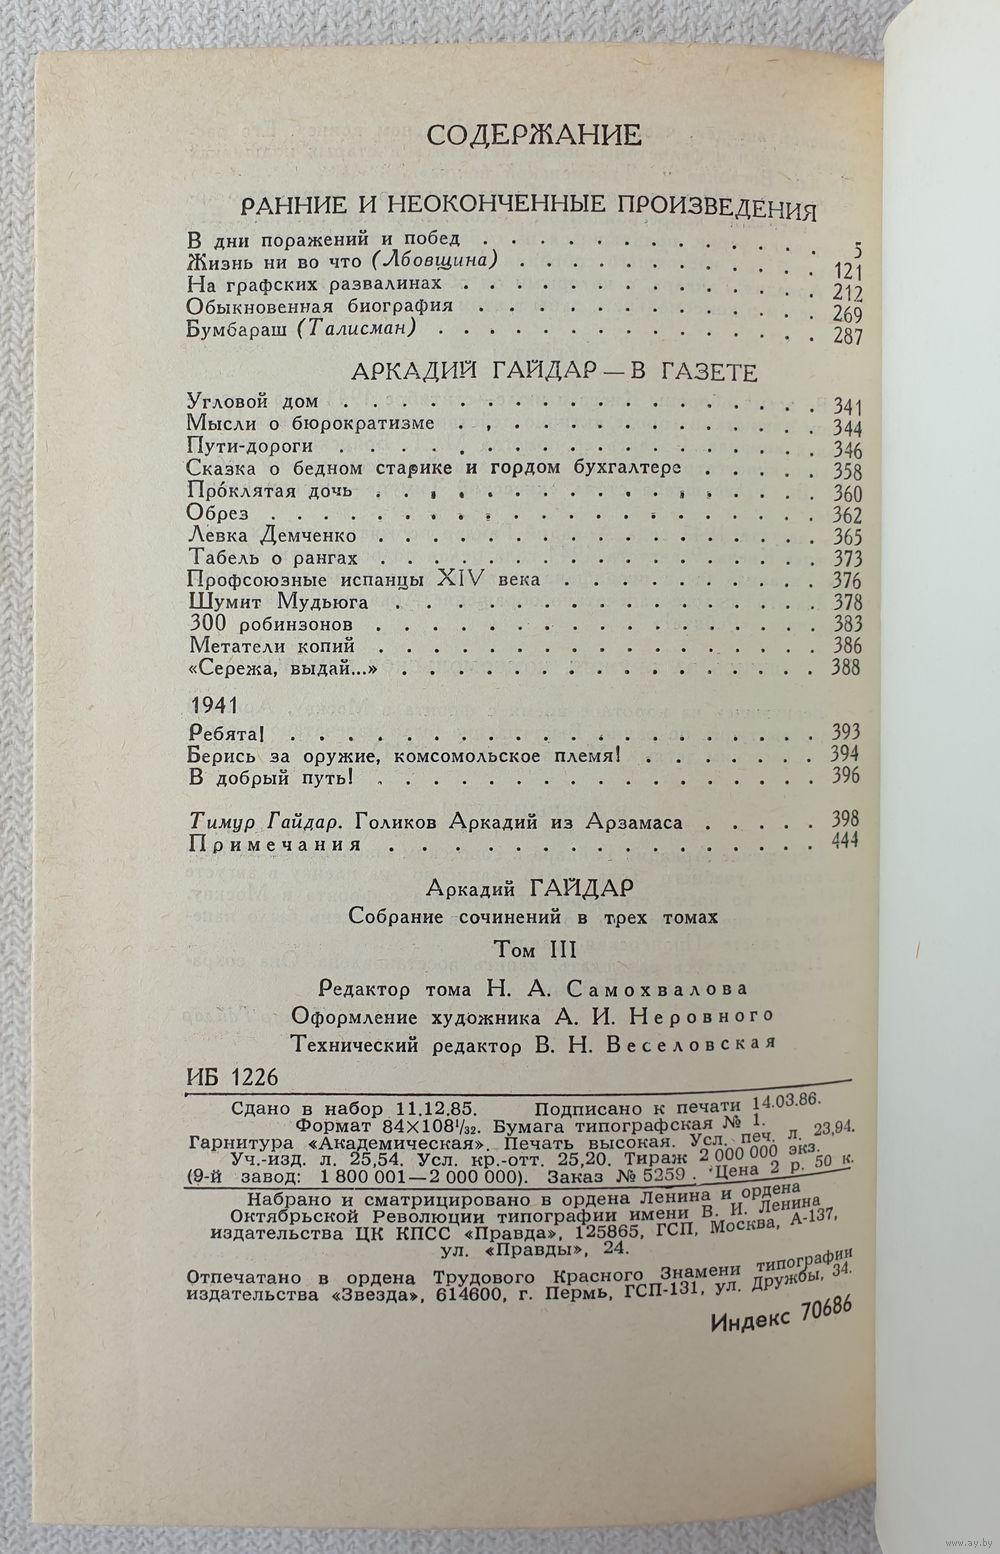 СОДЕРЖАНИЕ
РАННИЕ И НЕОКОНЧЕННЫЕ ПРОИЗВЕДЕНИЯ
В дни поражений и побед . . . . . . . . . . . . . 5
Жизнь ни во что (Лбовщина) . . . . . . . . . . . . 121
На графских развалинах . . . . . . . . . . . . . . 212
Обыкновенная биография . . . . . . . . . . . . . 269
Бумбараш (Талисман) . . . . . . . . . . . . . . 287
АРКАДИЙ ГАЙДАР — В ГАЗЕТЕ
Угловой дом . . . . . . . . . . . . . . . . . . 341
Мысли о бюрократизме . . . . . . . . . . . . . . 344
Пути-дороги . . . . . . . . . . . . . . . . . . 346
Сказка о бедном старике и гордом бухгалтере . . . . . 358
Проклятая дочь . . . . . . . . . . . . . . . . . 360
Обрез . . . . . . . . . . . . . . . . . . . . . 362
Левка Демченко . . . . . . . . . . . . . . . . . 365
Табель о рангах . . . . . . . . . . . . . . . . . 373
Профсоюзные испанцы XIV века . . . . . . . . . . 376
Шумит Мудьюга . . . . . . . . . . . . . . . . 378
300 робинзонов . . . . . . . . . . . . . . . . . 383
Метатели копий . . . . . . . . . . . . . . . . . 386
«Сережа, выдай...» . . . . . . . . . . . . . . . . 388
1941
Ребята! . . . . . . . . . . . . . . . . . . . . 393
Берись за оружие, комсомольское племя! . . . . . . . 394
В добрый путь! . . . . . . . . . . . . . . . . . 396
Тимур Гайдар. Голиков Аркадий из Арзамаса . . . . . 398
Примечания . . . . . . . . . . . . . . . . 444
Аркадий ГАЙДАР
Собрание сочинений в трех томах
Том III
Редактор тома Н. А. Самохвалова
Оформление художника А. И. Неровного
Технический редактор В. Н. Веселовская
ИБ 1226
Сдано в набор 11.12.85. Подписано к печати 14.03.86.
Формат 84×108¹/₃₂. Бумага типографская № 1.
Гарнитура «Академическая». Печать высокая. Усл. печ. л. 23,94.
Уч.-изд. л. 25,54. Усл. кр.-отт. 25,20. Тираж 2 000 000 экз.
(9-й завод: 1 800 001—2 000 000). Заказ № 5259. Цена 2 р. 50 к.
Набрано и сматрицировано в ордена Ленина и ордена
Октябрьской Революции типографии имени В. И. Ленина
издательства ЦК КПСС «Правда», 125865, ГСП, Москва, А-137,
ул. «Правды», 24.
Отпечатано в ордена Трудового Красного Знамени типографии
издательства «Звезда», 614600, г. Пермь, ГСП-131, ул. Дружбы, 34.
Индекс 70686
www.ay.by